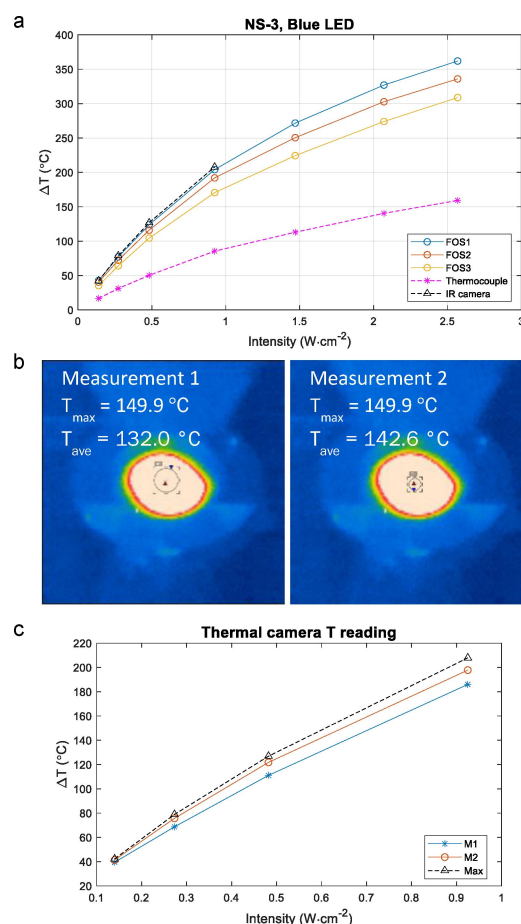 a
NS-3, Blue LED
400
350
300
250
200
150
100
50
0
ΔT (°C)
0 0.5 1 1.5 2 2.5 3
Intensity (W·cm-2)
FOS1
FOS2
FOS3
Thermocouple
IR camera
b
Measurement 1
Tmax = 149.9 °C
Tave = 132.0 °C
Measurement 2
Tmax = 149.9 °C
Tave = 142.6 °C
c
Thermal camera T reading
220
200
180
160
140
120
100
80
60
40
20
ΔT (°C)
0.1 0.2 0.3 0.4 0.5 0.6 0.7 0.8 0.9 1
Intensity (W·cm-2)
M1
M2
Max